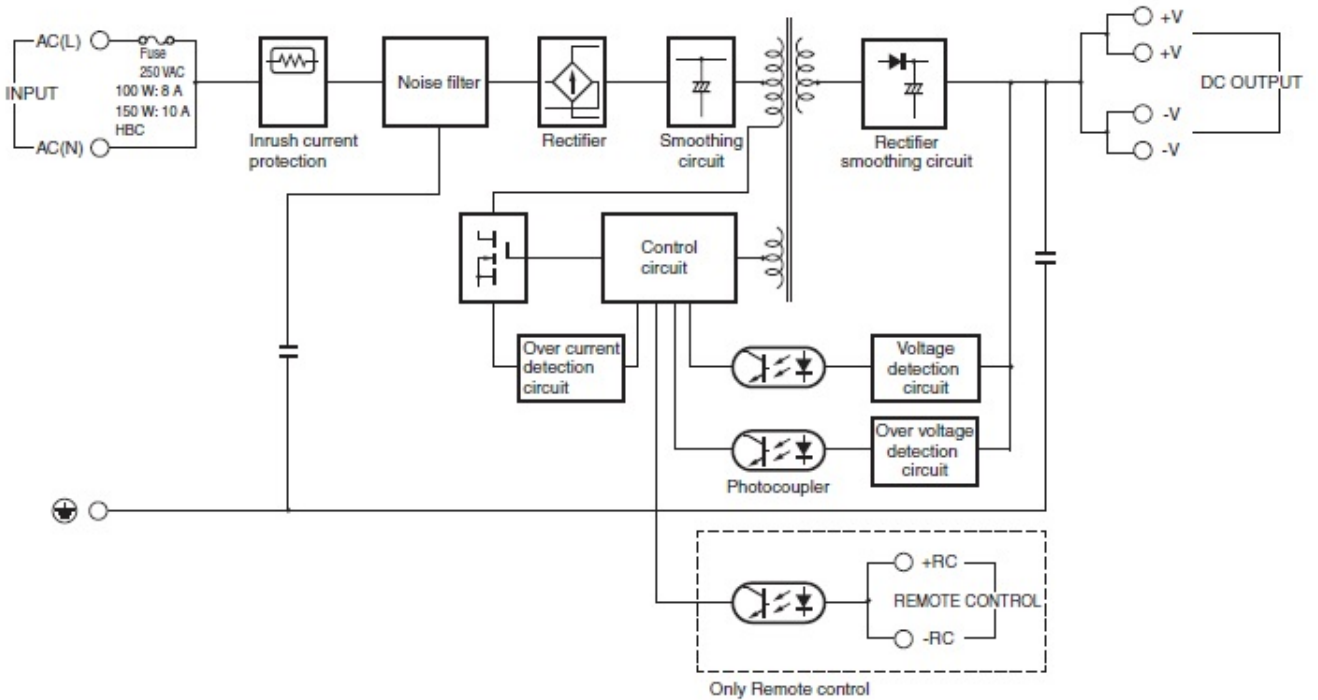 AC(L)
Fuse
250 VAC
100 W: 8 A
150 W: 10 A
HBC
INPUT
AC(N)
Inrush current
protection
Noise filter
Rectifier
Smoothing
circuit
Rectifier
smoothing circuit
+V
+V
DC OUTPUT
-V
-V
Control
circuit
Over current
detection
circuit
Voltage
detection
circuit
Over voltage
detection
circuit
Photocoupler
+RC
REMOTE CONTROL
-RC
Only Remote control